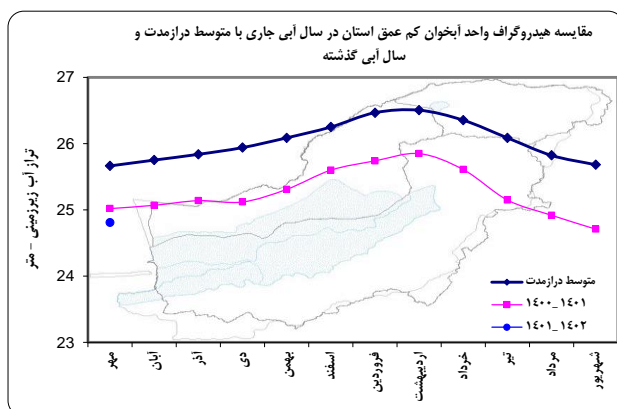 مقایسه هیدروگراف واحد آبخوان کم عمق استان در سال آبی جاری با متوسط درازمدت و
سال آبی گذشته
تراز آب زیرزمینی - متر
27
26
25
24
23
متوسط درازمدت
١٤٠٠_١٤٠١
١٤٠١_١٤٠٢
مهر
آبان
آذر
دی
بهمن
اسفند
فروردین
اردیبهشت
خرداد
تیر
مرداد
شهریور